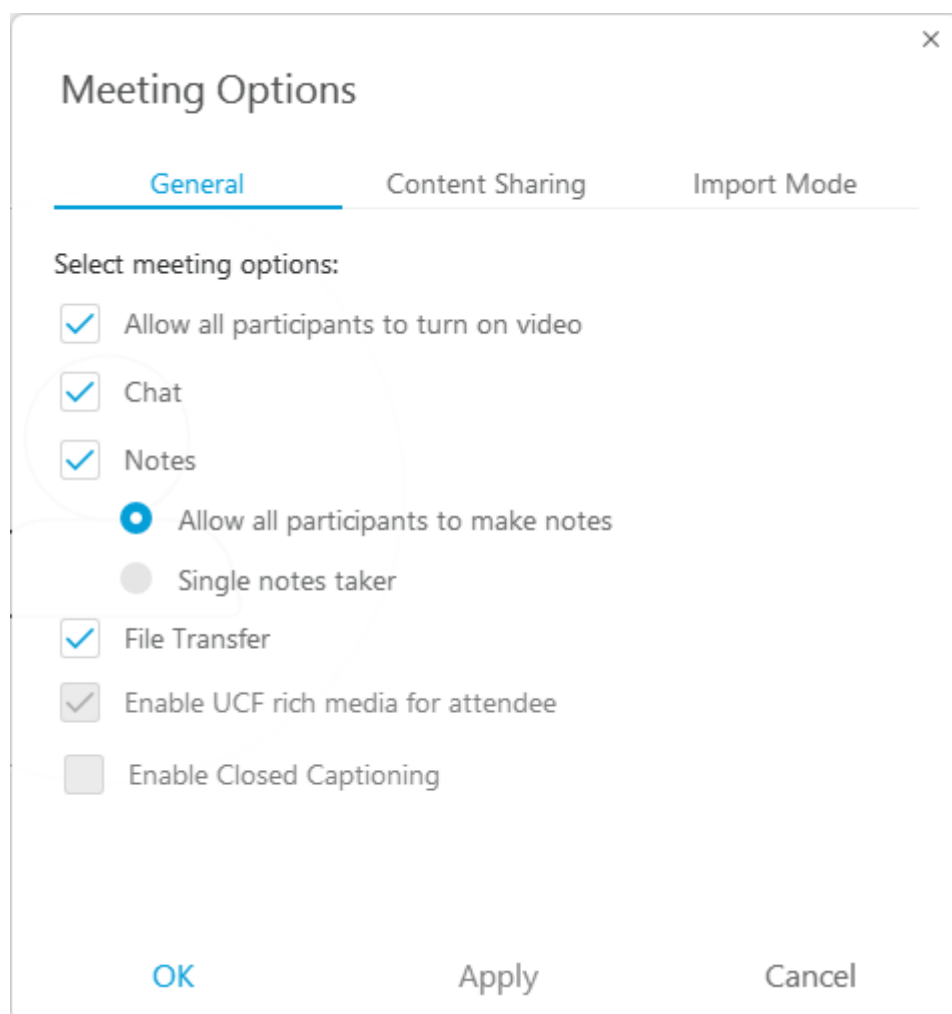 Meeting Options
General Content Sharing Import Mode
Select meeting options:
Allow all participants to turn on video
Chat
Notes
Allow all participants to make notes
Single notes taker
File Transfer
Enable UCF rich media for attendee
Enable Closed Captioning
OK Apply Cancel